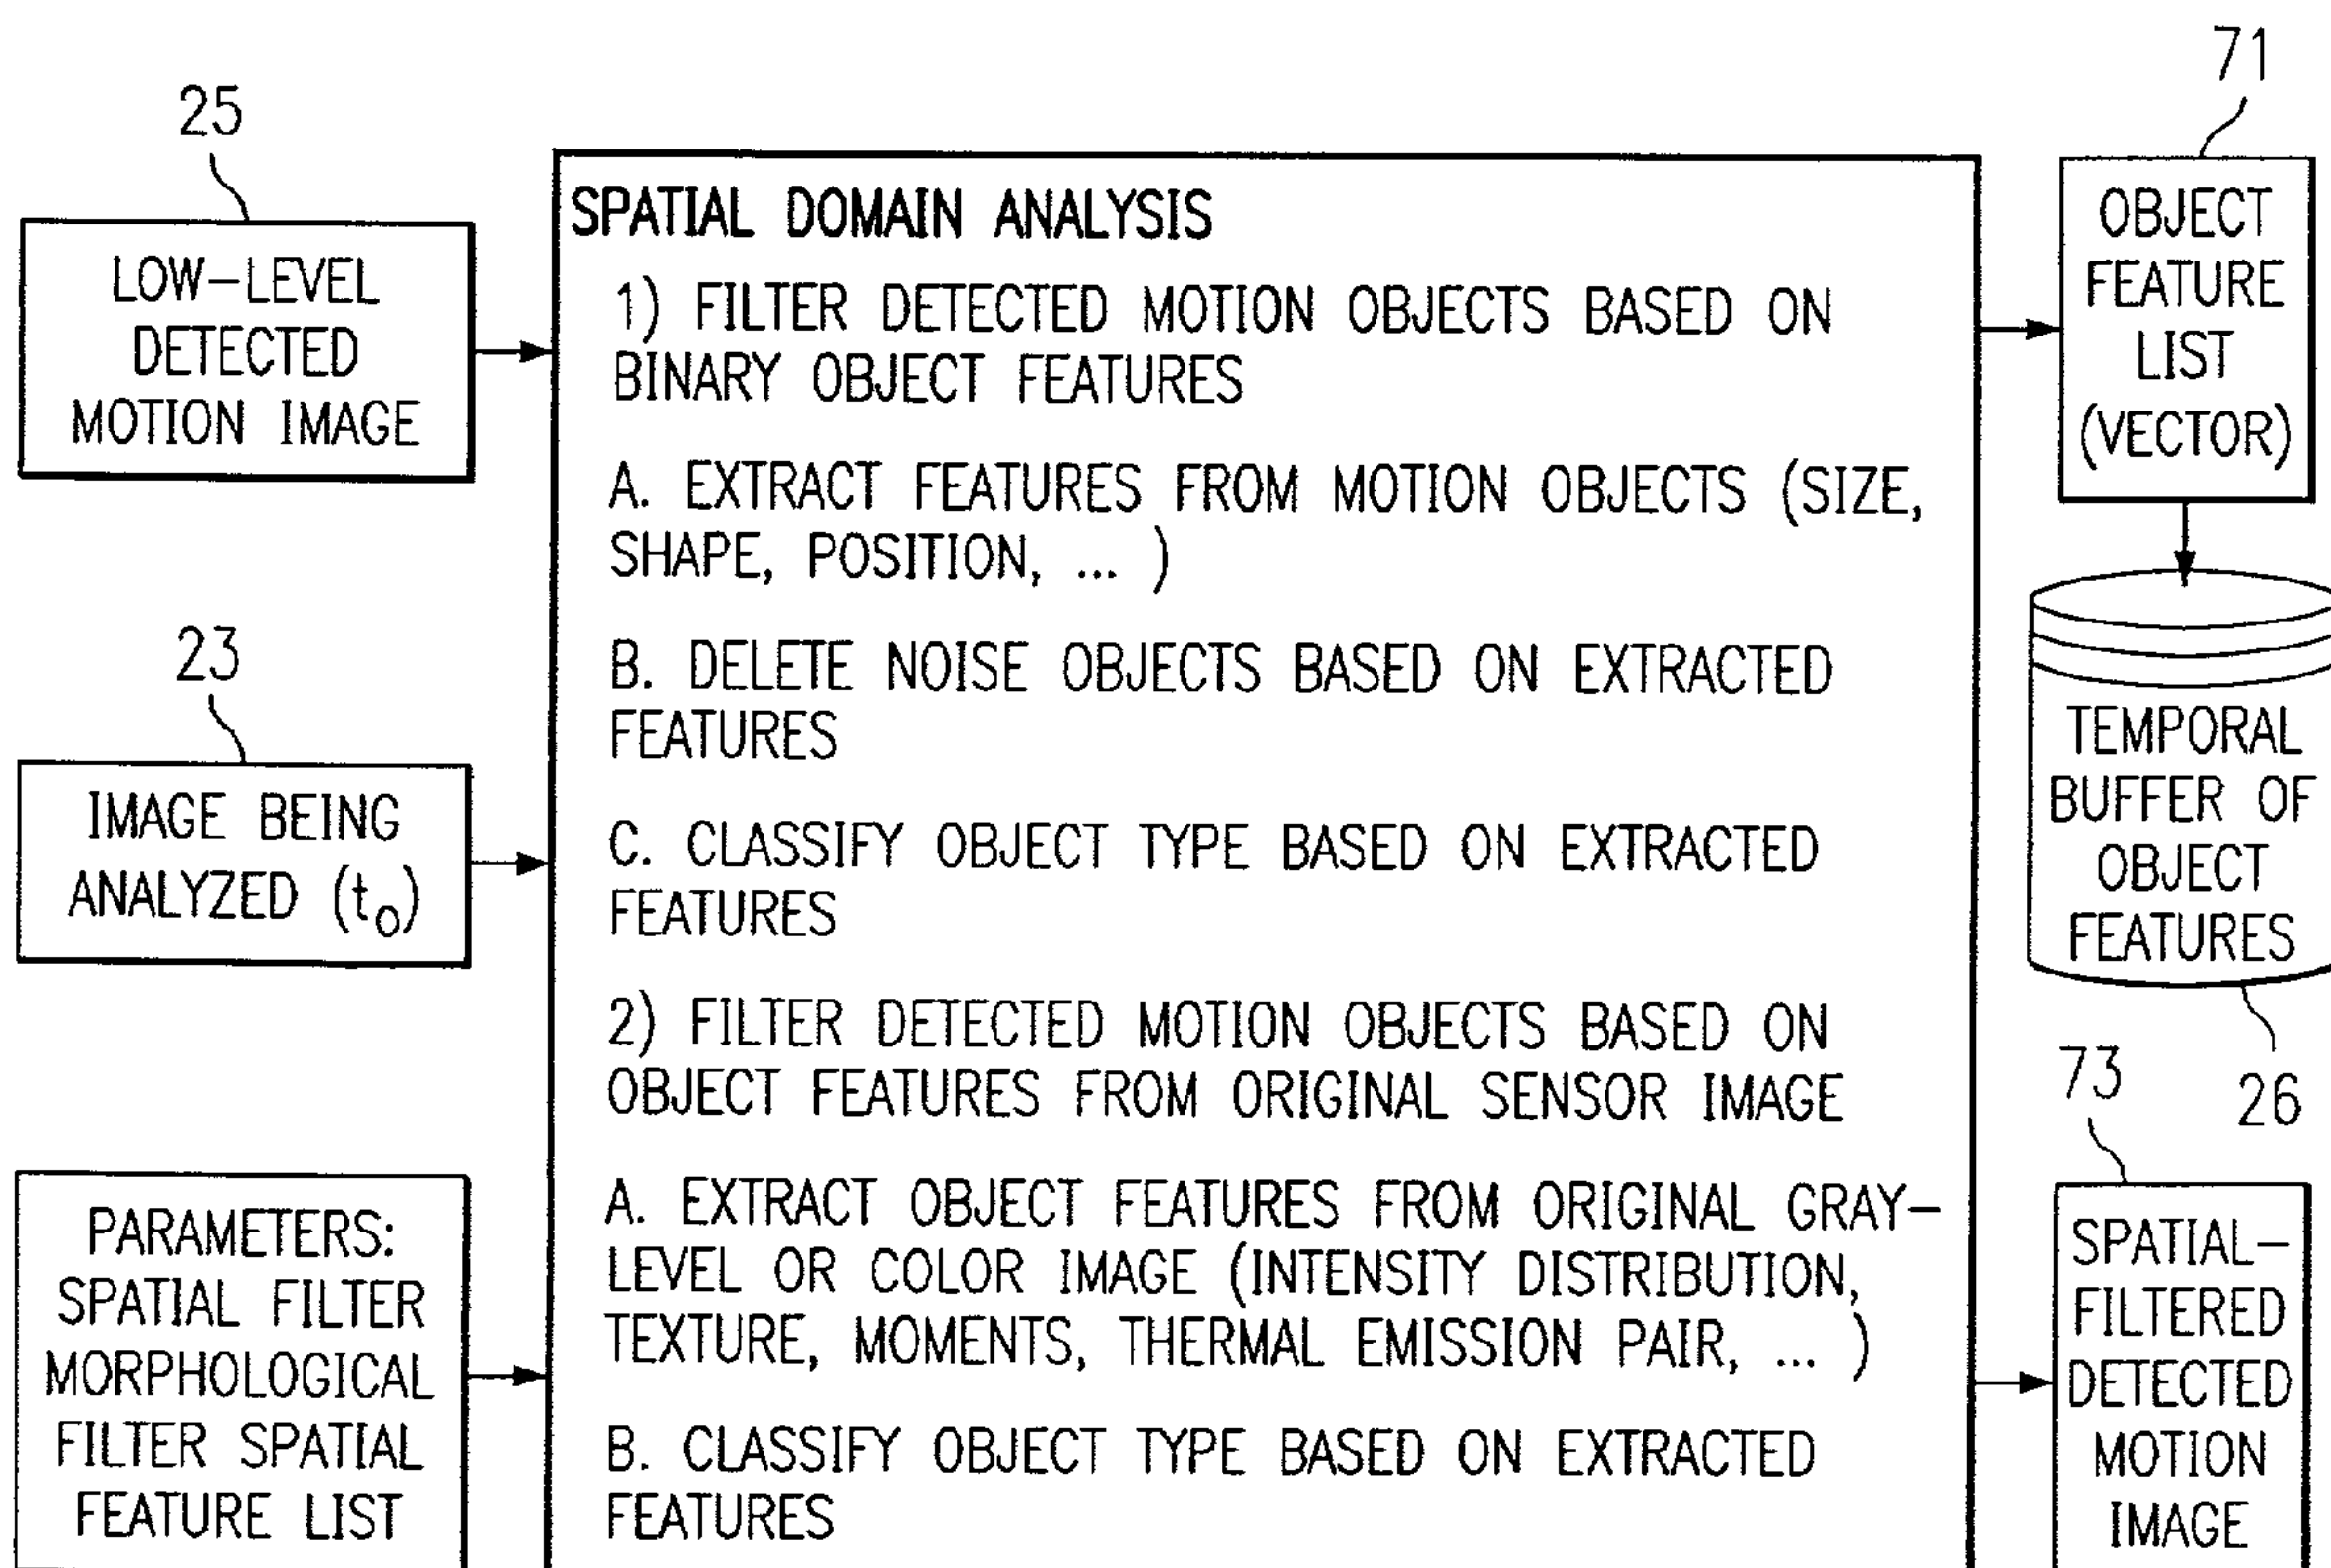 25
LOW-LEVEL
DETECTED
MOTION IMAGE
23
IMAGE BEING
ANALYZED (t₀)
PARAMETERS:
SPATIAL FILTER
MORPHOLOGICAL
FILTER SPATIAL
FEATURE LIST
SPATIAL DOMAIN ANALYSIS
1) FILTER DETECTED MOTION OBJECTS BASED ON
BINARY OBJECT FEATURES
A. EXTRACT FEATURES FROM MOTION OBJECTS (SIZE,
SHAPE, POSITION, ... )
B. DELETE NOISE OBJECTS BASED ON EXTRACTED
FEATURES
C. CLASSIFY OBJECT TYPE BASED ON EXTRACTED
FEATURES
2) FILTER DETECTED MOTION OBJECTS BASED ON
OBJECT FEATURES FROM ORIGINAL SENSOR IMAGE
A. EXTRACT OBJECT FEATURES FROM ORIGINAL GRAY-
LEVEL OR COLOR IMAGE (INTENSITY DISTRIBUTION,
TEXTURE, MOMENTS, THERMAL EMISSION PAIR, ... )
B. CLASSIFY OBJECT TYPE BASED ON EXTRACTED
FEATURES
71
OBJECT
FEATURE
LIST
(VECTOR)
TEMPORAL
BUFFER OF
OBJECT
FEATURES
26
73
SPATIAL-
FILTERED
DETECTED
MOTION
IMAGE